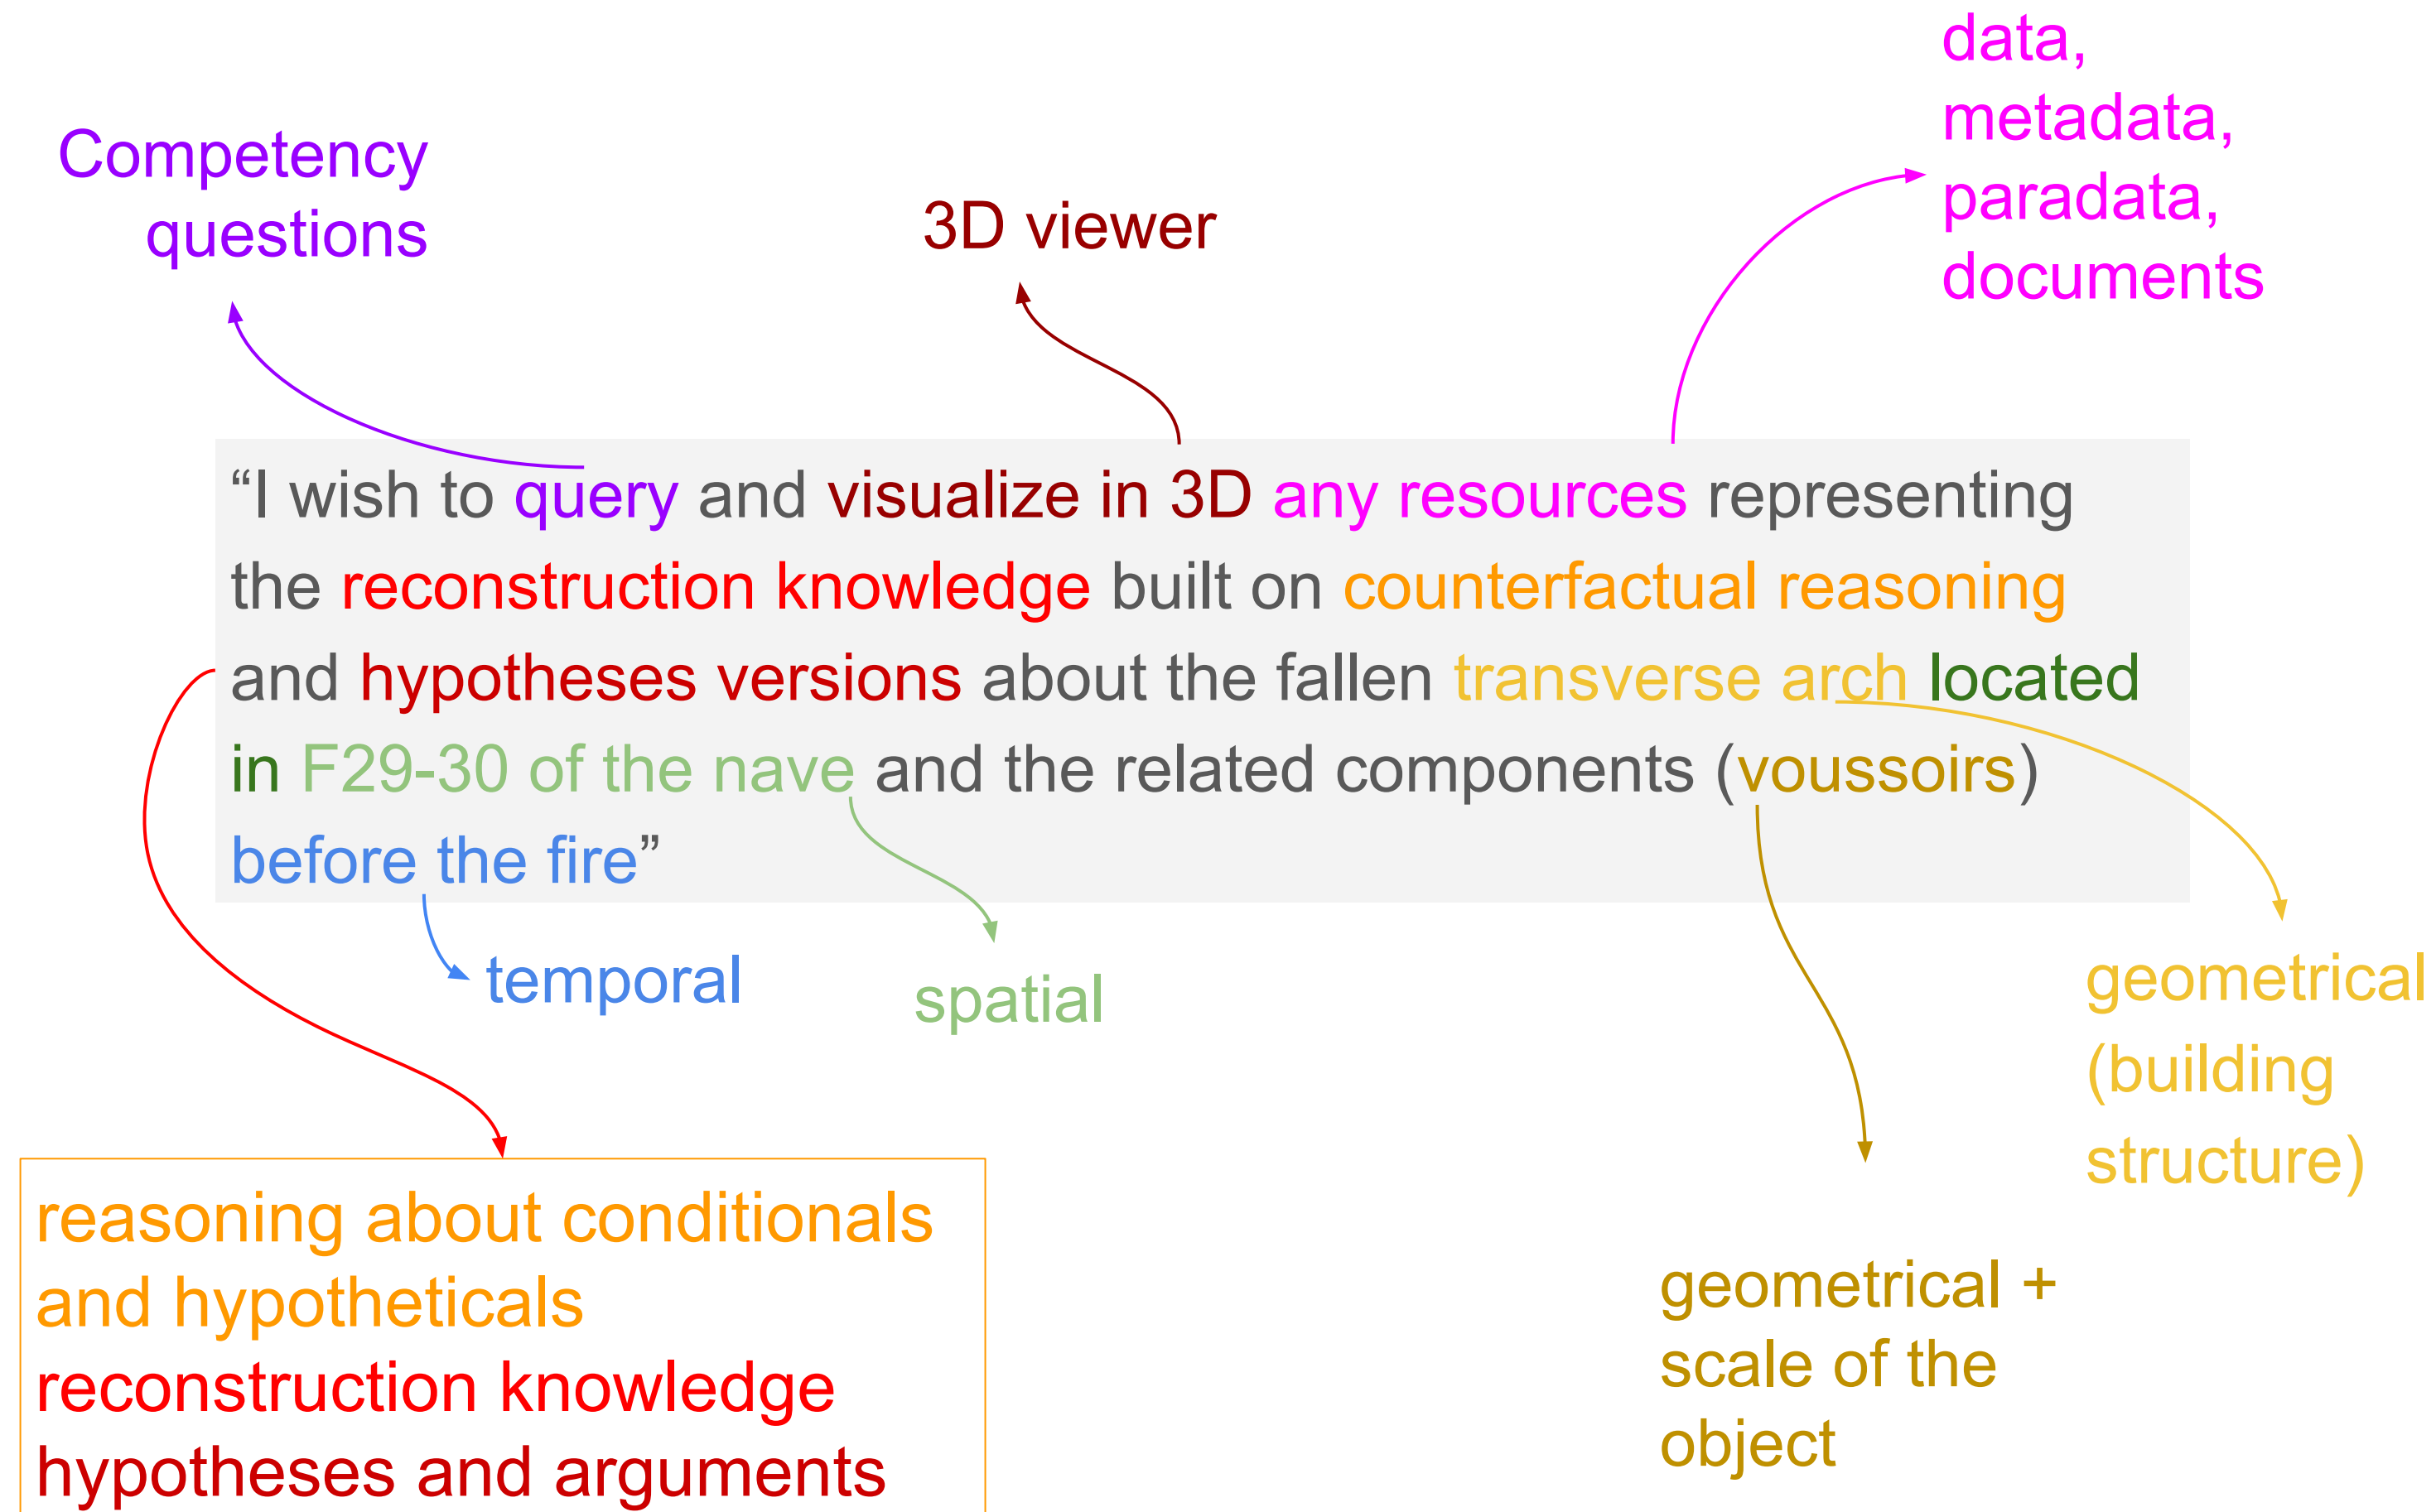 data,
metadata,
paradata,
documents
Competency
questions
3D viewer
“I wish to query and visualize in 3D any resources representing
the reconstruction knowledge built on counterfactual reasoning
and hypotheses versions about the fallen transverse arch located
in F29-30 of the nave and the related components (voussoirs)
before the fire”
temporal
spatial
geometrical
(building
structure)
reasoning about conditionals
and hypotheticals
reconstruction knowledge
hypotheses and arguments
geometrical +
scale of the
object